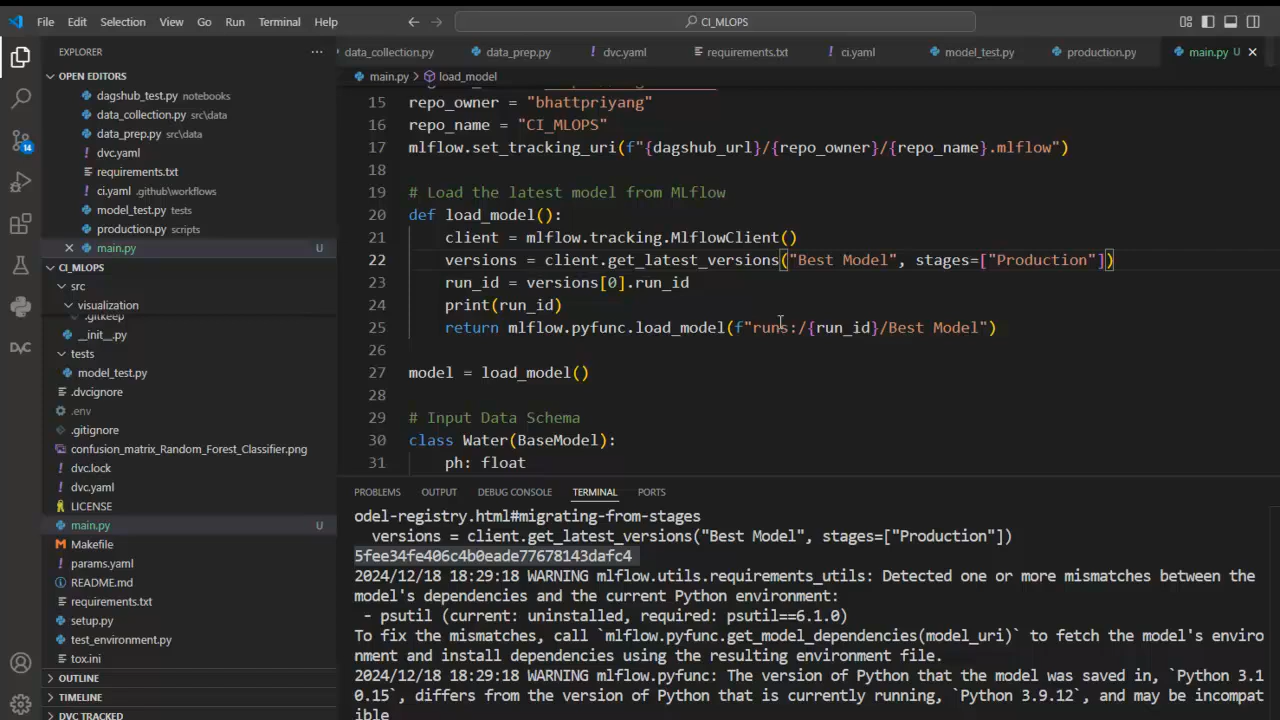 File Edit Selection View Go Run Terminal Help
CI_MLOPS
EXPLORER
OPEN EDITORS
dagshub_test.py notebooks
data_collection.py src\data
data_prep.py src\data
dvc.yaml
requirements.txt
ci.yaml .github\workflows
model_test.py tests
production.py scripts
main.py U
CI_MLOPS
src
visualization
.gitkeep
__init__.py
tests
model_test.py
.dvcignore
.env
.gitignore
confusion_matrix_Random_Forest_Classifier.png
dvc.lock
dvc.yaml
LICENSE
main.py U
Makefile
params.yaml
README.md
requirements.txt
setup.py
test_environment.py
tox.ini
OUTLINE
TIMELINE
DVC TRACKED
14
DVC
data_collection.py data_prep.py dvc.yaml requirements.txt ci.yaml model_test.py production.py main.py U
main.py > load_model
15 repo_owner = "bhattpriyang"
16 repo_name = "CI_MLOPS"
17 mlflow.set_tracking_uri(f"{dagshub_url}/{repo_owner}/{repo_name}.mlflow")
18
19 # Load the latest model from MLflow
20 def load_model():
21 client = mlflow.tracking.MlflowClient()
22 versions = client.get_latest_versions("Best Model", stages=["Production"])
23 run_id = versions[0].run_id
24 print(run_id)
25 return mlflow.pyfunc.load_model(f"runs:/{run_id}/Best Model")
26
27 model = load_model()
28
29 # Input Data Schema
30 class Water(BaseModel):
31 ph: float
PROBLEMS OUTPUT DEBUG CONSOLE TERMINAL PORTS
odel-registry.html#migrating-from-stages
versions = client.get_latest_versions("Best Model", stages=["Production"])
5fee34fe406c4b0eade77678143dafc4
2024/12/18 18:29:18 WARNING mlflow.utils.requirements_utils: Detected one or more mismatches between the
model's dependencies and the current Python environment:
- psutil (current: uninstalled, required: psutil==6.1.0)
To fix the mismatches, call `mlflow.pyfunc.get_model_dependencies(model_uri)` to fetch the model's enviro
nment and install dependencies using the resulting environment file.
2024/12/18 18:29:18 WARNING mlflow.pyfunc: The version of Python that the model was saved in, `Python 3.1
0.15`, differs from the version of Python that is currently running, `Python 3.9.12`, and may be incompat
ible